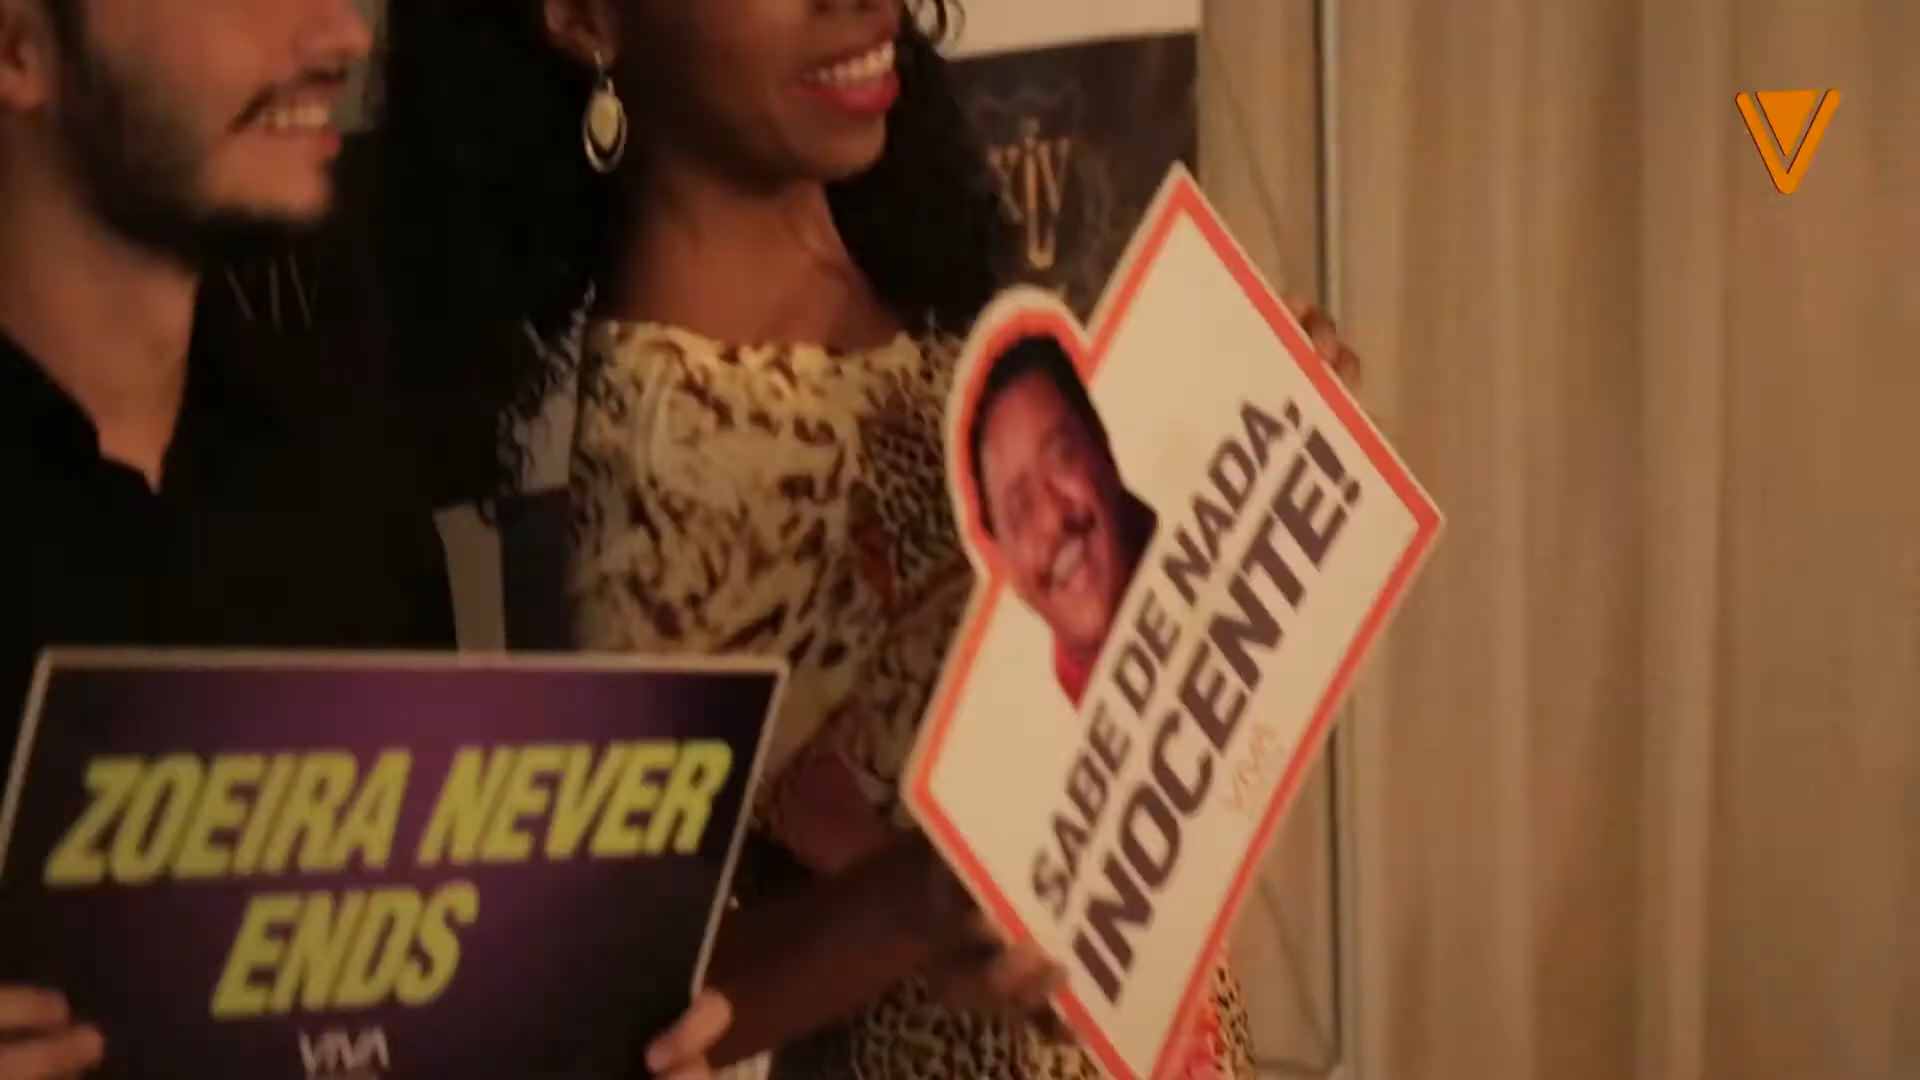 ZOEIRA NEVER
ENDS
VIVA
SABE DE NADA,
INOCENTE!
VIVA